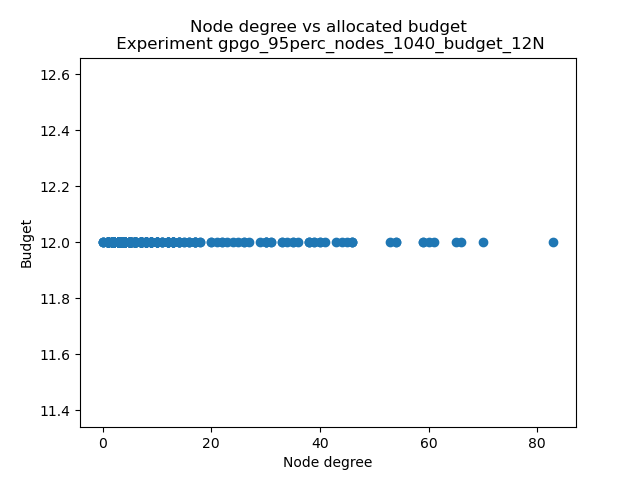 Node degree vs allocated budget
Experiment gpgo_95perc_nodes_1040_budget_12N
12.6
12.4
12.2
12.0
11.8
11.6
11.4
Budget
0 20 40 60 80
Node degree